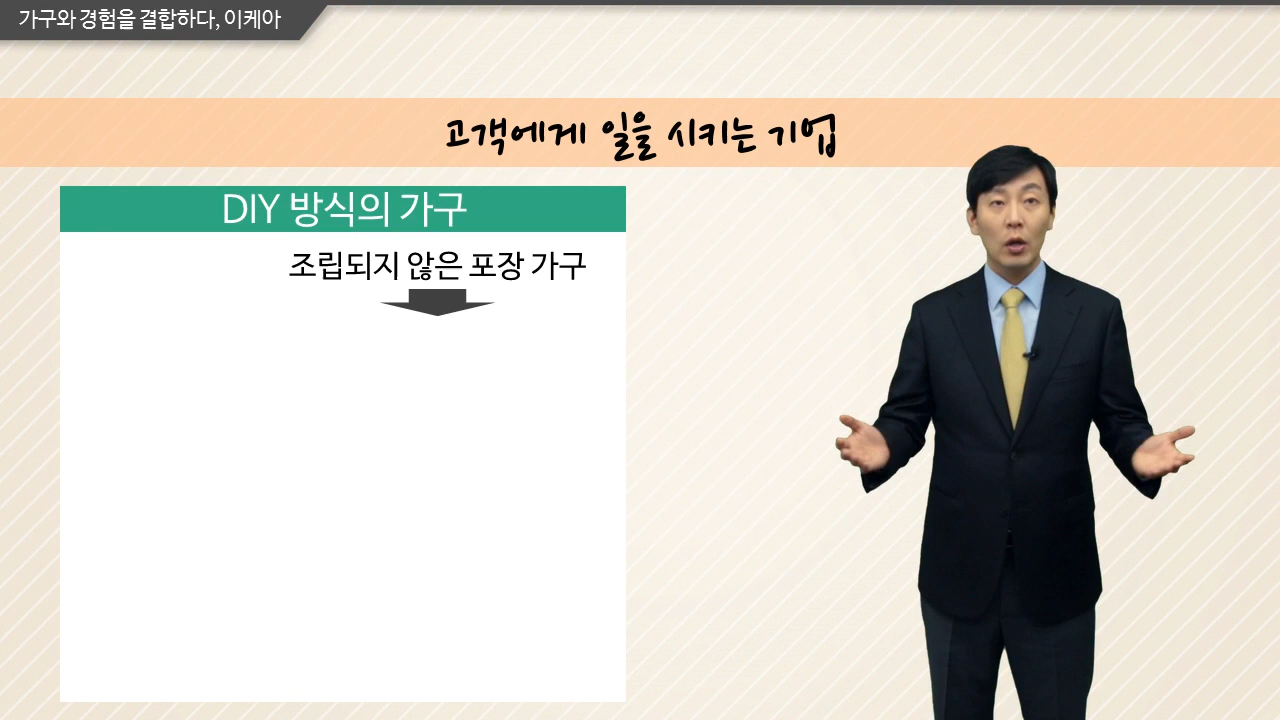 가구와 경험을 결합하다, 이케아
고객에게 일을 시키는 기업
DIY 방식의 가구
조립되지 않은 포장 가구